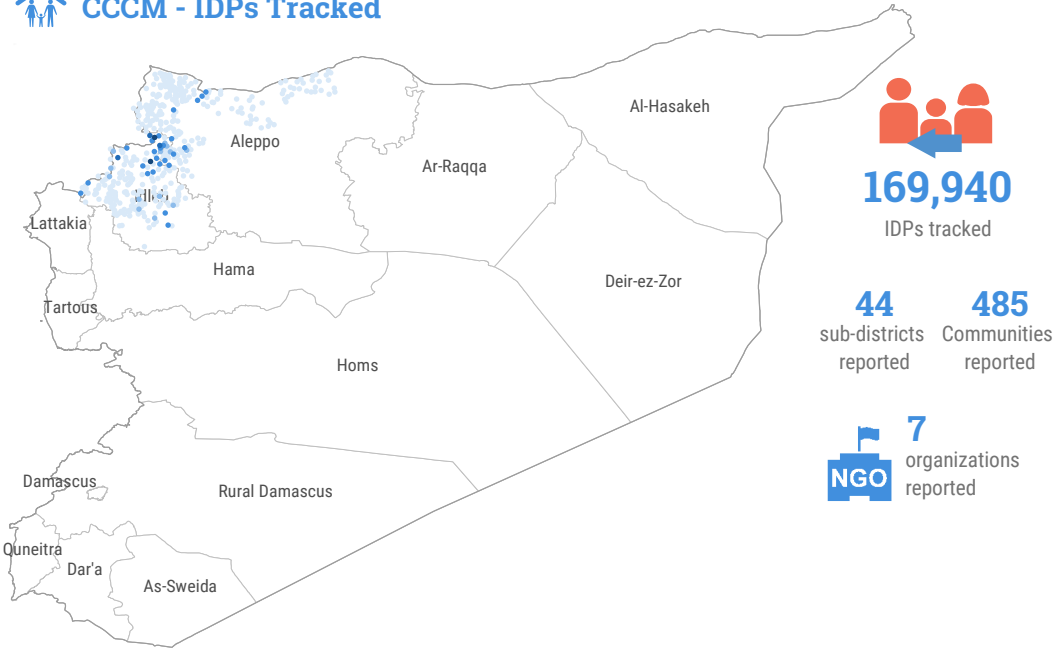 CCCM - IDPs Tracked
Al-Hasakeh
Aleppo
Ar-Raqqa
Idleb
Lattakia
Hama
Deir-ez-Zor
Tartous
Homs
Damascus
Rural Damascus
Quneitra
Dar'a
As-Sweida
169,940
IDPs tracked
44
sub-districts
reported
485
Communities
reported
7
organizations
reported
NGO